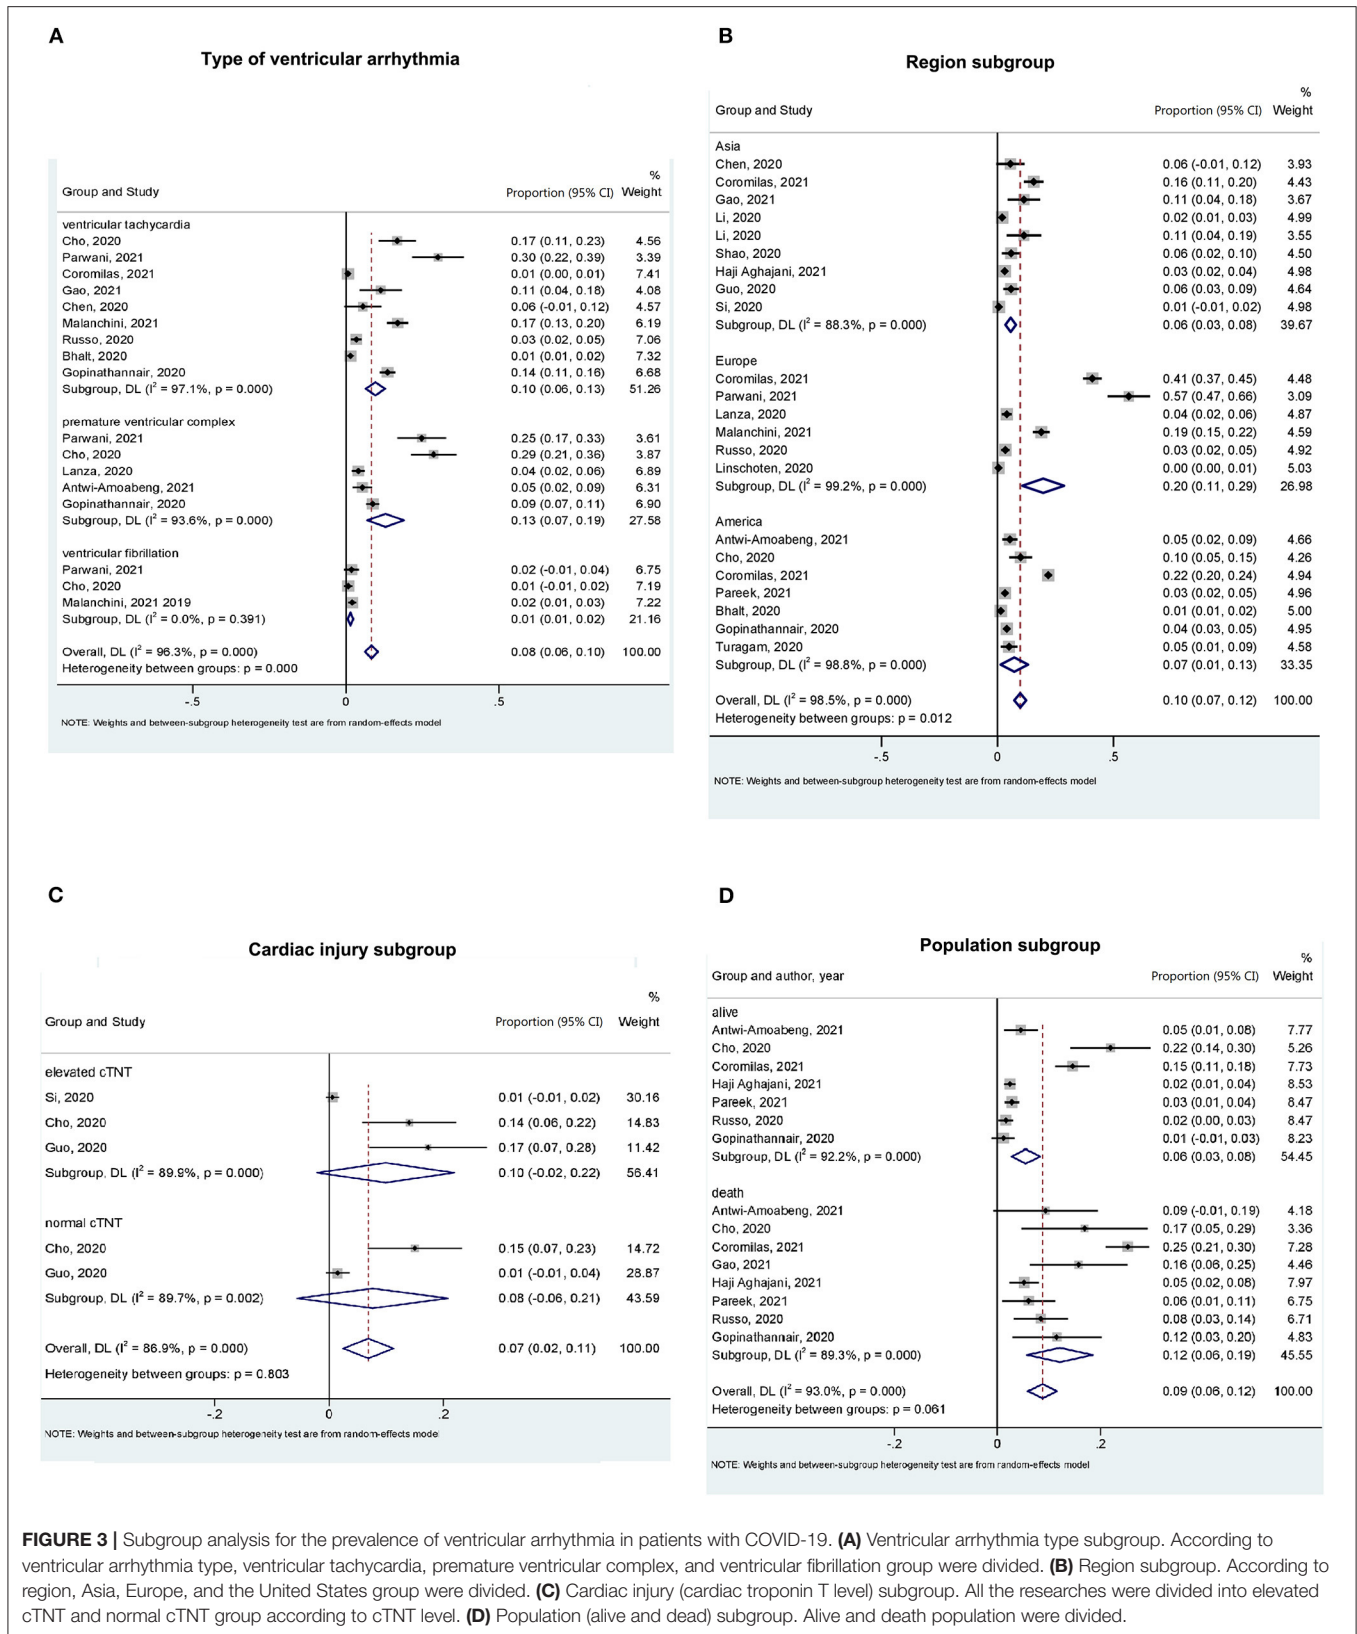 A
Type of ventricular arrhythmia
%
Group and Study Proportion (95% CI) Weight
ventricular tachycardia
Cho, 2020 0.17 (0.11, 0.23) 4.56
Parwani, 2021 0.30 (0.22, 0.39) 3.39
Coromilas, 2021 0.01 (0.00, 0.01) 7.41
Gao, 2021 0.11 (0.04, 0.18) 4.08
Chen, 2020 0.06 (-0.01, 0.12) 4.57
Malanchini, 2021 0.17 (0.13, 0.20) 6.19
Russo, 2020 0.03 (0.02, 0.05) 7.06
Bhalt, 2020 0.01 (0.01, 0.02) 7.32
Gopinathannair, 2020 0.14 (0.11, 0.16) 6.68
Subgroup, DL (I² = 97.1%, p = 0.000) 0.10 (0.06, 0.13) 51.26
premature ventricular complex
Parwani, 2021 0.25 (0.17, 0.33) 3.61
Cho, 2020 0.29 (0.21, 0.36) 3.87
Lanza, 2020 0.04 (0.02, 0.06) 6.89
Antwi-Amoabeng, 2021 0.05 (0.02, 0.09) 6.31
Gopinathannair, 2020 0.09 (0.07, 0.11) 6.90
Subgroup, DL (I² = 93.6%, p = 0.000) 0.13 (0.07, 0.19) 27.58
ventricular fibrillation
Parwani, 2021 0.02 (-0.01, 0.04) 6.75
Cho, 2020 0.01 (-0.01, 0.02) 7.19
Malanchini, 2021 2019 0.02 (0.01, 0.03) 7.22
Subgroup, DL (I² = 0.0%, p = 0.391) 0.01 (0.01, 0.02) 21.16
Overall, DL (I² = 96.3%, p = 0.000) 0.08 (0.06, 0.10) 100.00
Heterogeneity between groups: p = 0.000
-.5 0 .5
NOTE: Weights and between-subgroup heterogeneity test are from random-effects model
B
Region subgroup
%
Group and Study Proportion (95% CI) Weight
Asia
Chen, 2020 0.06 (-0.01, 0.12) 3.93
Coromilas, 2021 0.16 (0.11, 0.20) 4.43
Gao, 2021 0.11 (0.04, 0.18) 3.67
Li, 2020 0.02 (0.01, 0.03) 4.99
Li, 2020 0.11 (0.04, 0.19) 3.55
Shao, 2020 0.06 (0.02, 0.10) 4.50
Haji Aghajani, 2021 0.03 (0.02, 0.04) 4.98
Guo, 2020 0.06 (0.03, 0.09) 4.64
Si, 2020 0.01 (-0.01, 0.02) 4.98
Subgroup, DL (I² = 88.3%, p = 0.000) 0.06 (0.03, 0.08) 39.67
Europe
Coromilas, 2021 0.41 (0.37, 0.45) 4.48
Parwani, 2021 0.57 (0.47, 0.66) 3.09
Lanza, 2020 0.04 (0.02, 0.06) 4.87
Malanchini, 2021 0.19 (0.15, 0.22) 4.59
Russo, 2020 0.03 (0.02, 0.05) 4.92
Linschoten, 2020 0.00 (0.00, 0.01) 5.03
Subgroup, DL (I² = 99.2%, p = 0.000) 0.20 (0.11, 0.29) 26.98
America
Antwi-Amoabeng, 2021 0.05 (0.02, 0.09) 4.66
Cho, 2020 0.10 (0.05, 0.15) 4.26
Coromilas, 2021 0.22 (0.20, 0.24) 4.94
Pareek, 2021 0.03 (0.02, 0.05) 4.96
Bhalt, 2020 0.01 (0.01, 0.02) 5.00
Gopinathannair, 2020 0.04 (0.03, 0.05) 4.95
Turagam, 2020 0.05 (0.01, 0.09) 4.58
Subgroup, DL (I² = 98.8%, p = 0.000) 0.07 (0.01, 0.13) 33.35
Overall, DL (I² = 98.5%, p = 0.000) 0.10 (0.07, 0.12) 100.00
Heterogeneity between groups: p = 0.012
-.5 0 .5
NOTE: Weights and between-subgroup heterogeneity test are from random-effects model
C
Cardiac injury subgroup
%
Group and Study Proportion (95% CI) Weight
elevated cTNT
Si, 2020 0.01 (-0.01, 0.02) 30.16
Cho, 2020 0.14 (0.06, 0.22) 14.83
Guo, 2020 0.17 (0.07, 0.28) 11.42
Subgroup, DL (I² = 89.9%, p = 0.000) 0.10 (-0.02, 0.22) 56.41
normal cTNT
Cho, 2020 0.15 (0.07, 0.23) 14.72
Guo, 2020 0.01 (-0.01, 0.04) 28.87
Subgroup, DL (I² = 89.7%, p = 0.002) 0.08 (-0.06, 0.21) 43.59
Overall, DL (I² = 86.9%, p = 0.000) 0.07 (0.02, 0.11) 100.00
Heterogeneity between groups: p = 0.803
-.2 0 .2
NOTE: Weights and between-subgroup heterogeneity test are from random-effects model
D
Population subgroup
%
Group and author, year Proportion (95% CI) Weight
alive
Antwi-Amoabeng, 2021 0.05 (0.01, 0.08) 7.77
Cho, 2020 0.22 (0.14, 0.30) 5.26
Coromilas, 2021 0.15 (0.11, 0.18) 7.73
Haji Aghajani, 2021 0.02 (0.01, 0.04) 8.53
Pareek, 2021 0.03 (0.01, 0.04) 8.47
Russo, 2020 0.02 (0.00, 0.03) 8.47
Gopinathannair, 2020 0.01 (-0.01, 0.03) 8.23
Subgroup, DL (I² = 92.2%, p = 0.000) 0.06 (0.03, 0.08) 54.45
death
Antwi-Amoabeng, 2021 0.09 (-0.01, 0.19) 4.18
Cho, 2020 0.17 (0.05, 0.29) 3.36
Coromilas, 2021 0.25 (0.21, 0.30) 7.28
Gao, 2021 0.16 (0.06, 0.25) 4.46
Haji Aghajani, 2021 0.05 (0.02, 0.08) 7.97
Pareek, 2021 0.06 (0.01, 0.11) 6.75
Russo, 2020 0.08 (0.03, 0.14) 6.71
Gopinathannair, 2020 0.12 (0.03, 0.20) 4.83
Subgroup, DL (I² = 89.3%, p = 0.000) 0.12 (0.06, 0.19) 45.55
Overall, DL (I² = 93.0%, p = 0.000) 0.09 (0.06, 0.12) 100.00
Heterogeneity between groups: p = 0.061
-.2 0 .2
NOTE: Weights and between-subgroup heterogeneity test are from random-effects model
FIGURE 3 | Subgroup analysis for the prevalence of ventricular arrhythmia in patients with COVID-19. (A) Ventricular arrhythmia type subgroup. According to
ventricular arrhythmia type, ventricular tachycardia, premature ventricular complex, and ventricular fibrillation group were divided. (B) Region subgroup. According to
region, Asia, Europe, and the United States group were divided. (C) Cardiac injury (cardiac troponin T level) subgroup. All the researches were divided into elevated
cTNT and normal cTNT group according to cTNT level. (D) Population (alive and dead) subgroup. Alive and death population were divided.